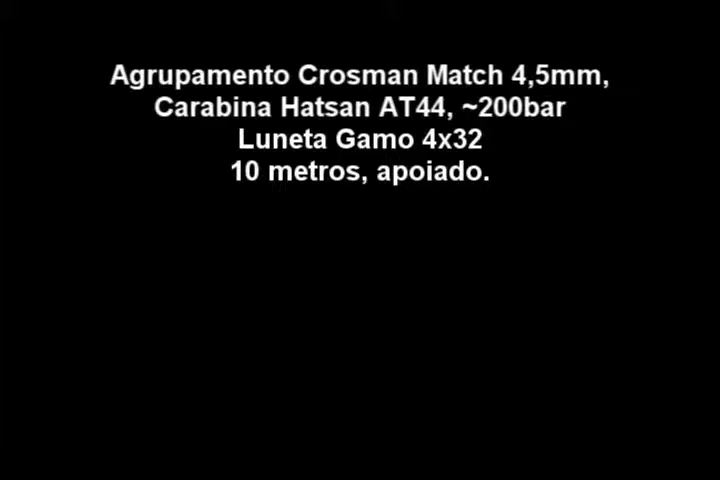 Agrupamento Crosman Match 4,5mm,
Carabina Hatsan AT44, ~200bar
Luneta Gamo 4x32
10 metros, apoiado.